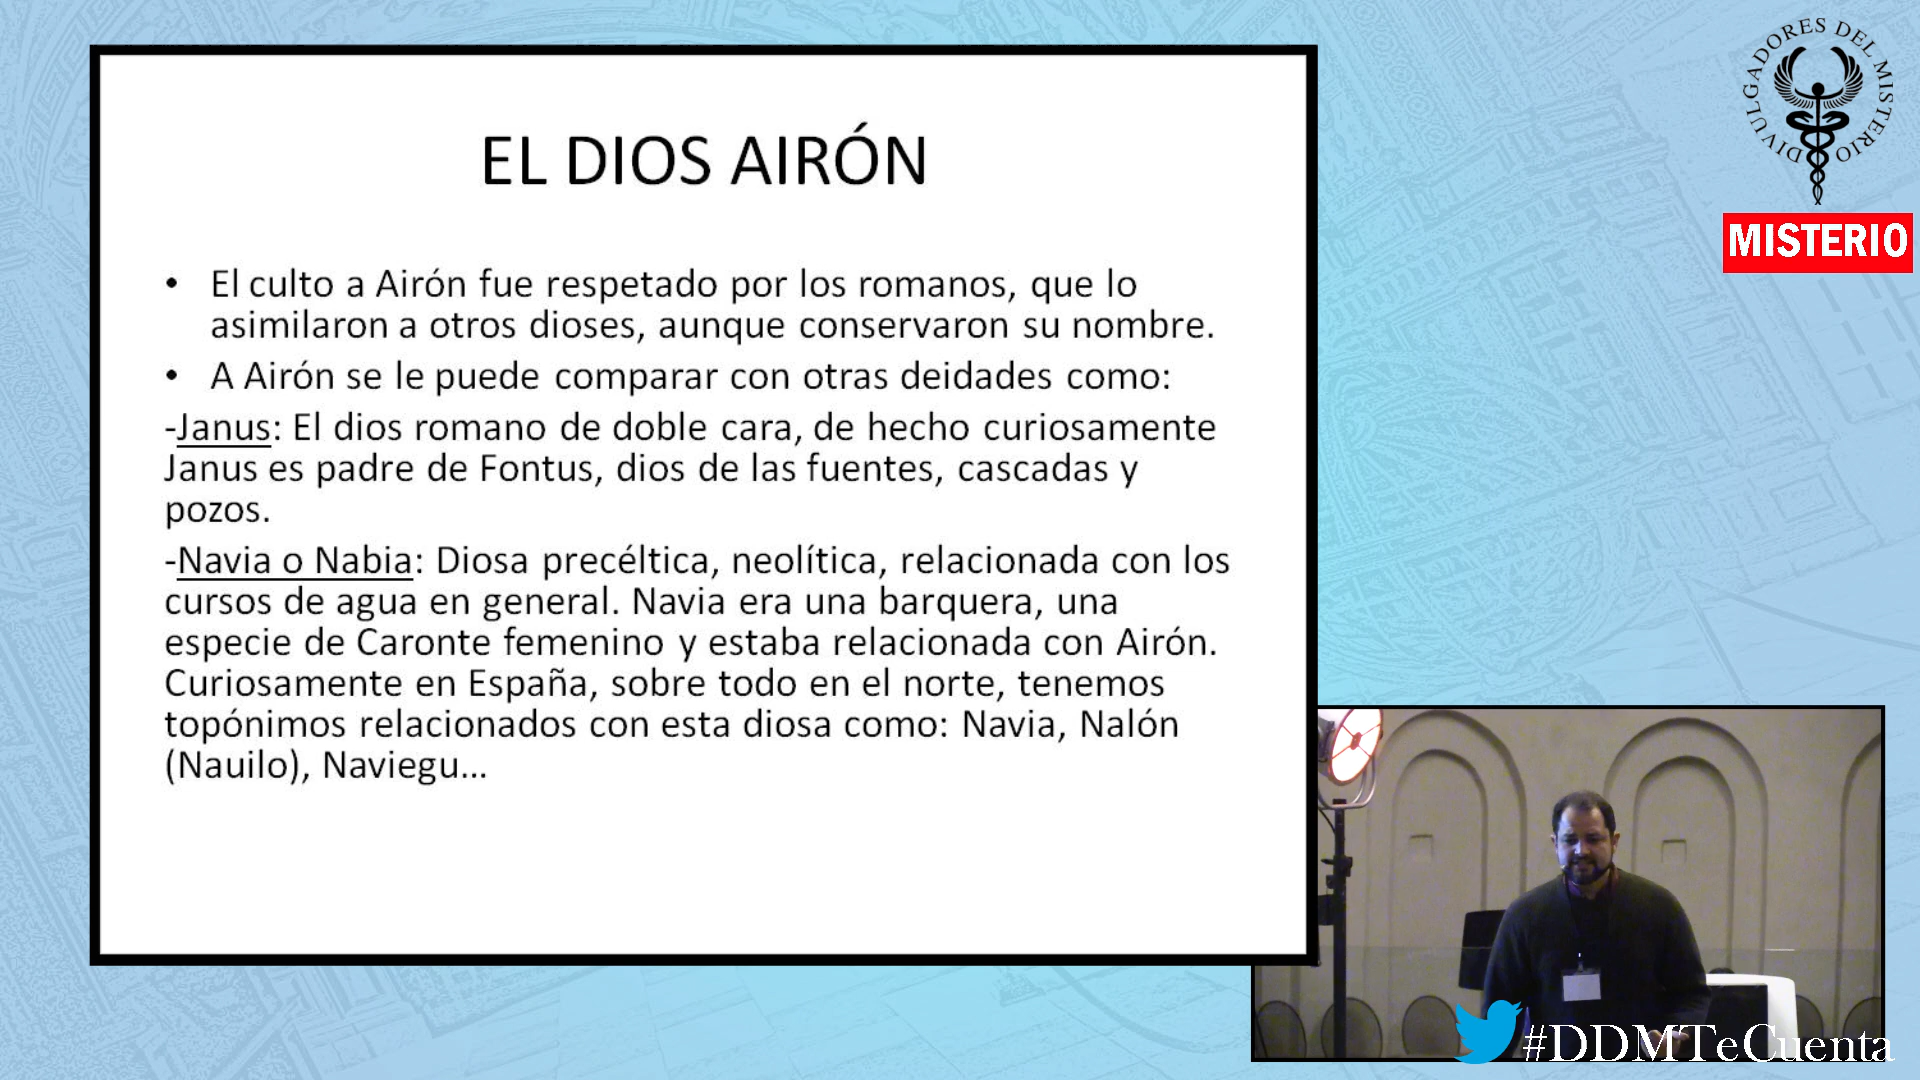 EL DIOS AIRÓN
• El culto a Airón fue respetado por los romanos, que lo
asimilaron a otros dioses, aunque conservaron su nombre.
• A Airón se le puede comparar con otras deidades como:
-Janus: El dios romano de doble cara, de hecho curiosamente
Janus es padre de Fontus, dios de las fuentes, cascadas y
pozos.
-Navia o Nabia: Diosa precéltica, neolítica, relacionada con los
cursos de agua en general. Navia era una barquera, una
especie de Caronte femenino y estaba relacionada con Airón.
Curiosamente en España, sobre todo en el norte, tenemos
topónimos relacionados con esta diosa como: Navia, Nalón
(Nauilo), Naviegu...
DIVULGADORES DEL MISTERIO
MISTERIO
#DDMTeCuenta